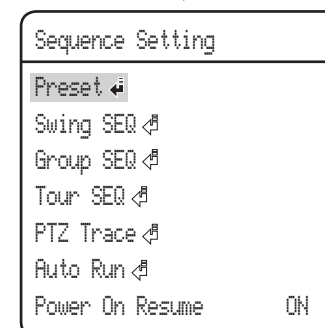 Sequence Setting
Preset ↲
Swing SEQ ↲
Group SEQ ↲
Tour SEQ ↲
PTZ Trace ↲
Auto Run ↲
Power On Resume ON